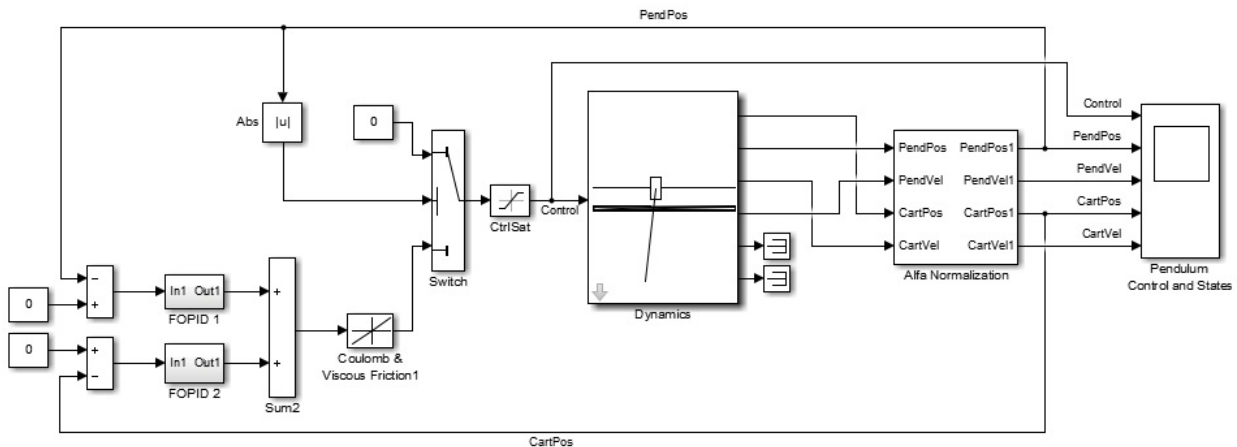 PendPos
Control
Abs
|u|
0
PendPos
PendPos
PendPos1
PendVel
PendVel
PendVel1
Control
CtrlSat
CartPos
CartPos1
CartPos
CartVel
CartVel1
CartVel
Switch
Alfa Normalization
Pendulum
Control and States
Dynamics
0
In1 Out1
FOPID 1
0
In1 Out1
FOPID 2
Coulomb &
Viscous Friction1
Sum2
CartPos